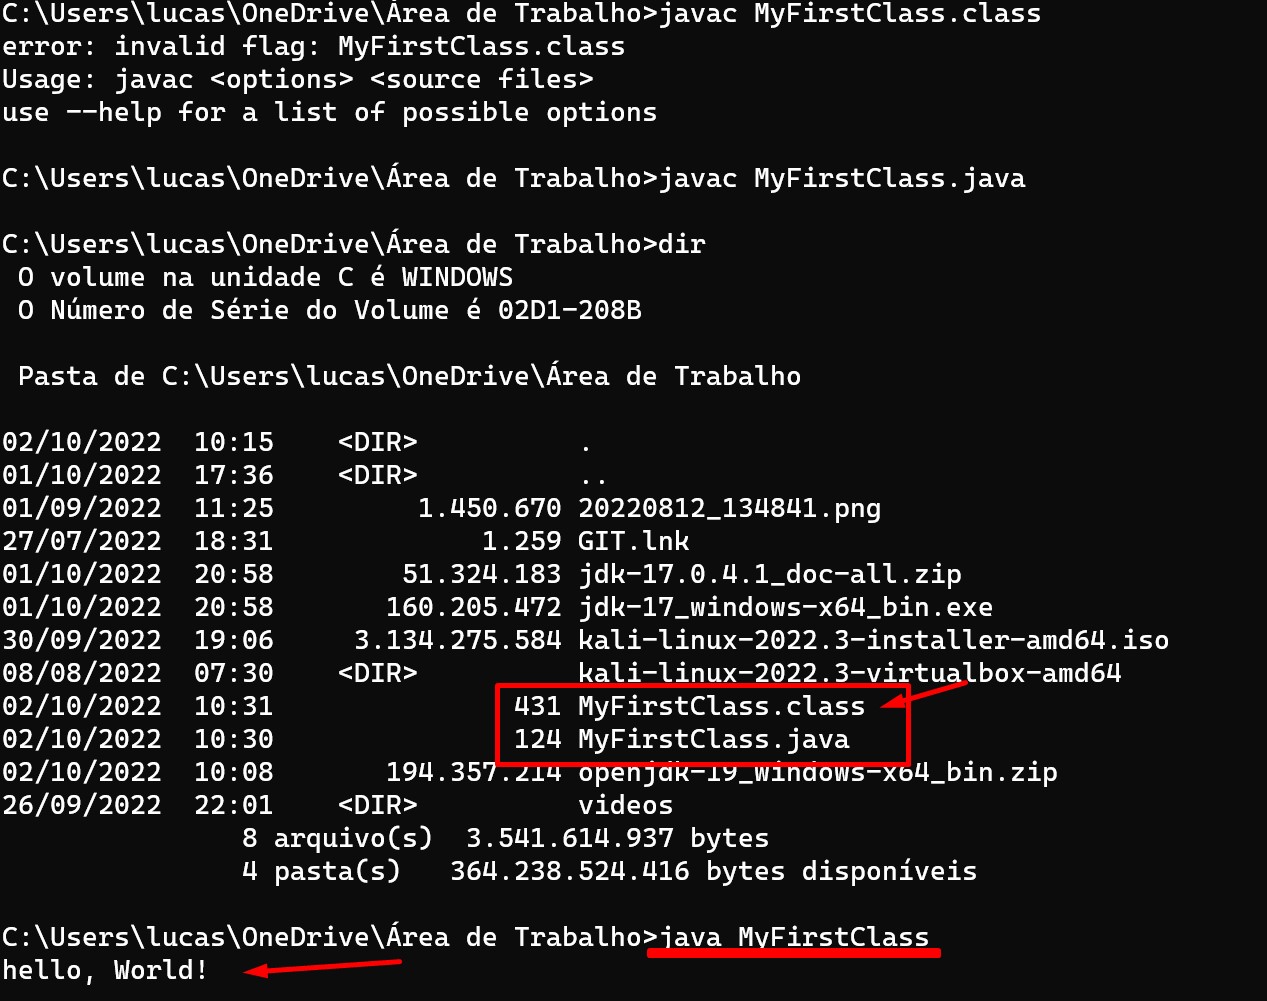 C:\Users\lucas\OneDrive\Área de Trabalho>javac MyFirstClass.class
error: invalid flag: MyFirstClass.class
Usage: javac <options> <source files>
use --help for a list of possible options
C:\Users\lucas\OneDrive\Área de Trabalho>javac MyFirstClass.java
C:\Users\lucas\OneDrive\Área de Trabalho>dir
O volume na unidade C é WINDOWS
O Número de Série do Volume é 02D1-208B
Pasta de C:\Users\lucas\OneDrive\Área de Trabalho
02/10/2022  10:15    <DIR>          .
01/10/2022  17:36    <DIR>          ..
01/09/2022  11:25         1.450.670 20220812_134841.png
27/07/2022  18:31             1.259 GIT.lnk
01/10/2022  20:58        51.324.183 jdk-17.0.4.1_doc-all.zip
01/10/2022  20:58       160.205.472 jdk-17_windows-x64_bin.exe
30/09/2022  19:06     3.134.275.584 kali-linux-2022.3-installer-amd64.iso
08/08/2022  07:30    <DIR>          kali-linux-2022.3-virtualbox-amd64
02/10/2022  10:31               431 MyFirstClass.class
02/10/2022  10:30               124 MyFirstClass.java
02/10/2022  10:08       194.357.214 openjdk-19_windows-x64_bin.zip
26/09/2022  22:01    <DIR>          videos
8 arquivo(s)  3.541.614.937 bytes
4 pasta(s)   364.238.524.416 bytes disponíveis
C:\Users\lucas\OneDrive\Área de Trabalho>java MyFirstClass
hello, World!